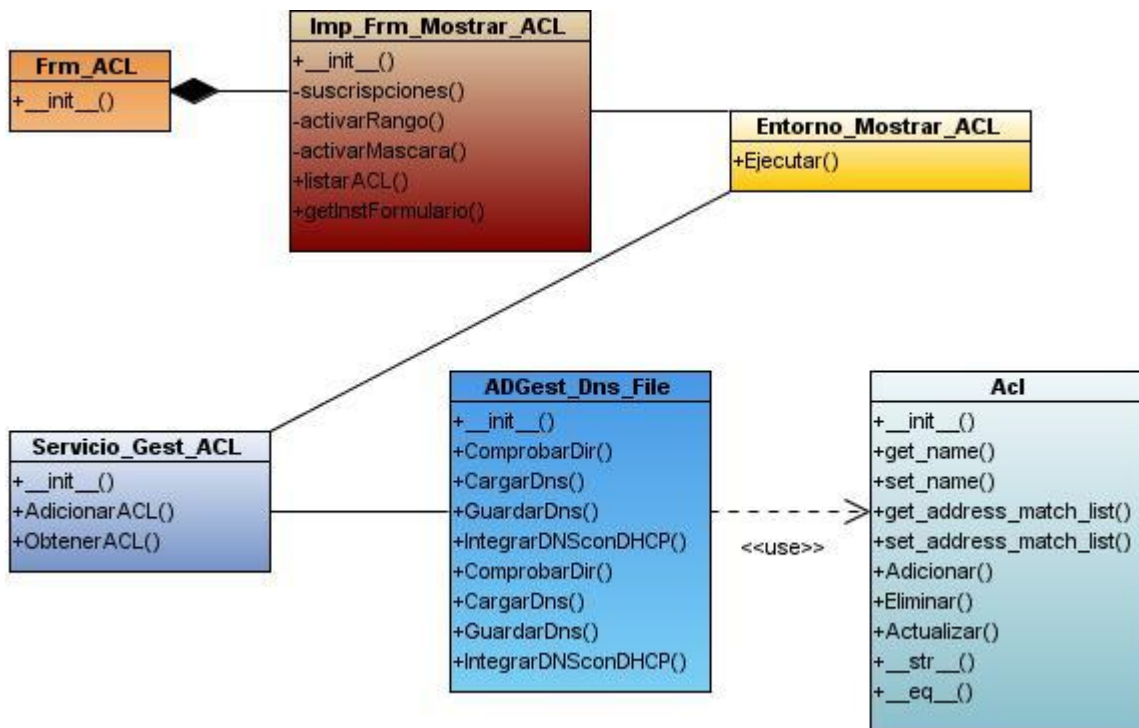 Frm_ACL
+__init__()
Imp_Frm_Mostrar_ACL
+__init__()
-suscrispciones()
-activarRango()
-activarMascara()
+listarACL()
+getInstFormulario()
Entorno_Mostrar_ACL
+Ejecutar()
Servicio_Gest_ACL
+__init__()
+AdicionarACL()
+ObtenerACL()
ADGest_Dns_File
+__init__()
+ComprobarDir()
+CargarDns()
+GuardarDns()
+IntegrarDNSconDHCP()
+ComprobarDir()
+CargarDns()
+GuardarDns()
+IntegrarDNSconDHCP()
<<use>>
Acl
+__init__()
+get_name()
+set_name()
+get_address_match_list()
+set_address_match_list()
+Adicionar()
+Eliminar()
+Actualizar()
+__str__()
+__eq__()